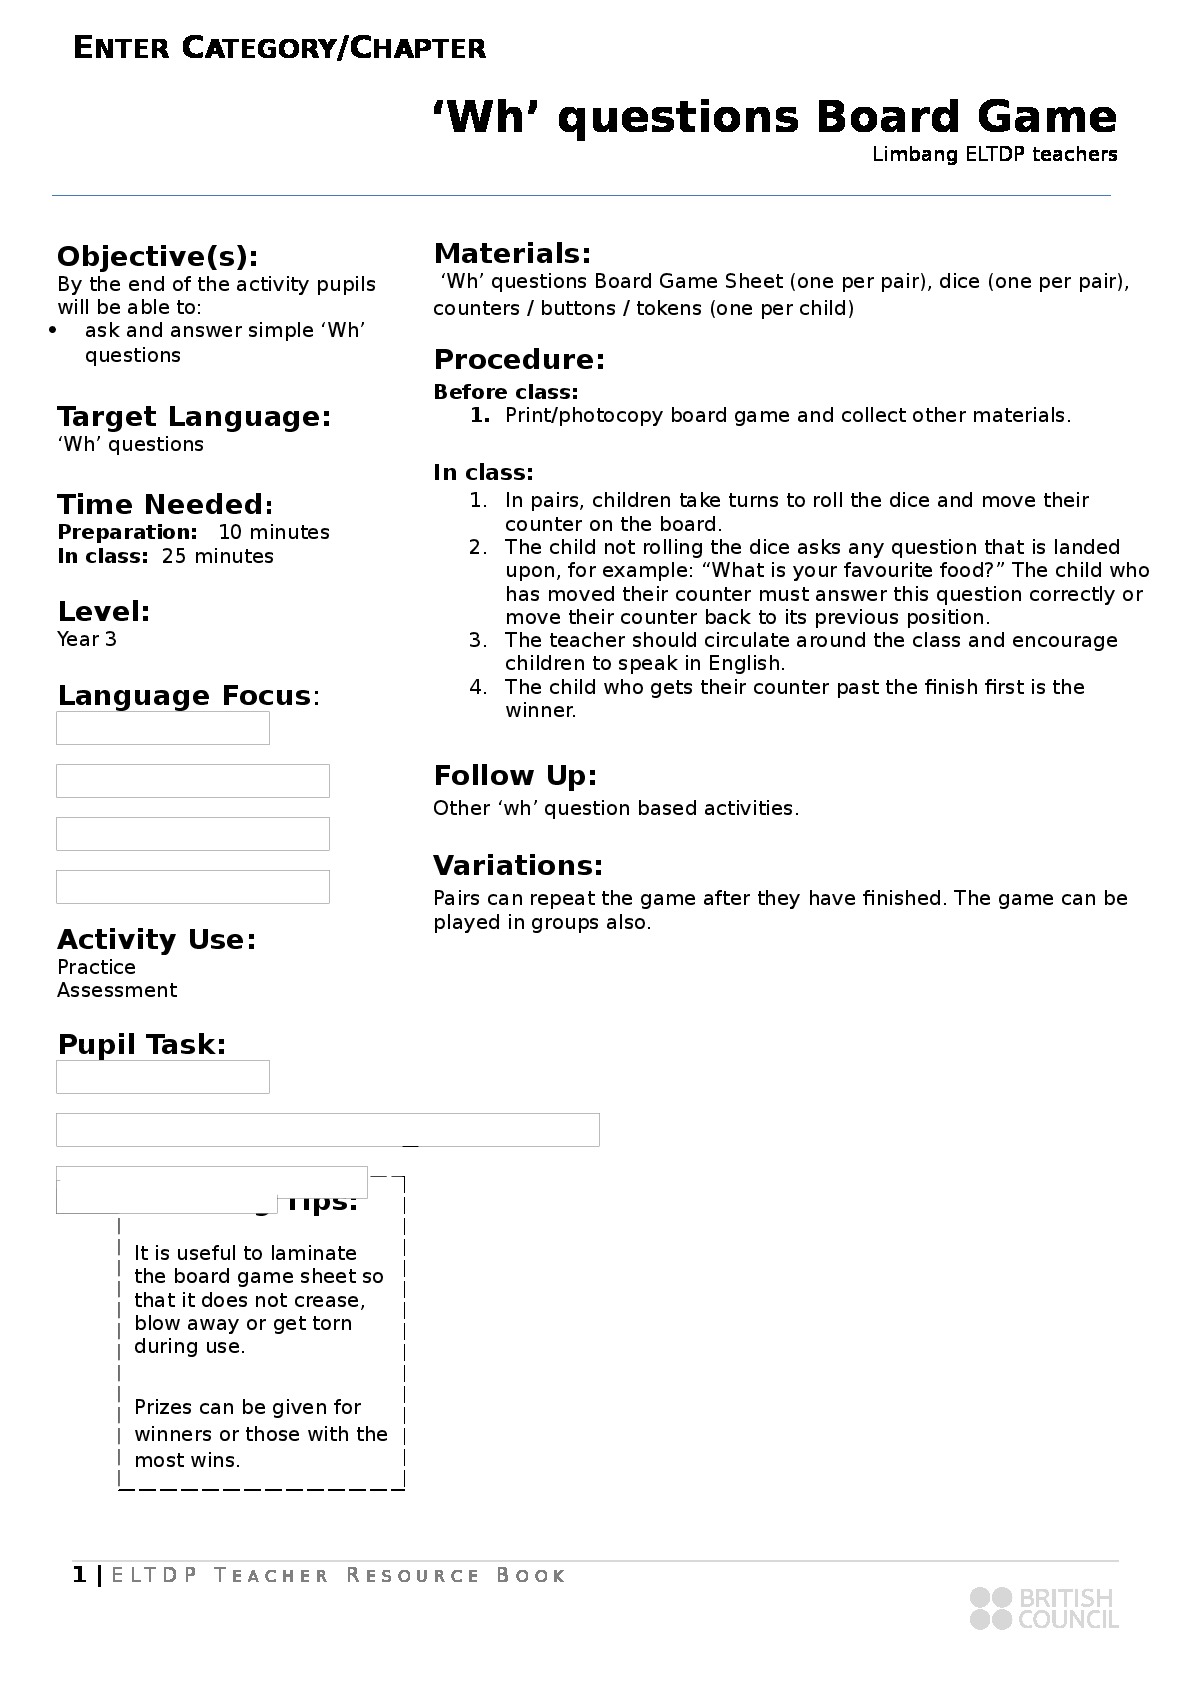 ENTER CATEGORY/CHAPTER
‘Wh’ questions Board Game
Limbang ELTDP teachers
Objective(s):
By the end of the activity pupils
will be able to:
• ask and answer simple ‘Wh’
questions
Target Language:
‘Wh’ questions
Time Needed:
Preparation: 10 minutes
In class: 25 minutes
Level:
Year 3
Language Focus:
Activity Use:
Practice
Assessment
Pupil Task:
Tips:
It is useful to laminate
the board game sheet so
that it does not crease,
blow away or get torn
during use.
Prizes can be given for
winners or those with the
most wins.
Materials:
‘Wh’ questions Board Game Sheet (one per pair), dice (one per pair),
counters / buttons / tokens (one per child)
Procedure:
Before class:
1. Print/photocopy board game and collect other materials.
In class:
1. In pairs, children take turns to roll the dice and move their
counter on the board.
2. The child not rolling the dice asks any question that is landed
upon, for example: “What is your favourite food?” The child who
has moved their counter must answer this question correctly or
move their counter back to its previous position.
3. The teacher should circulate around the class and encourage
children to speak in English.
4. The child who gets their counter past the finish first is the
winner.
Follow Up:
Other ‘wh’ question based activities.
Variations:
Pairs can repeat the game after they have finished. The game can be
played in groups also.
1 | ELTDP TEACHER RESOURCE BOOK
BRITISH
COUNCIL